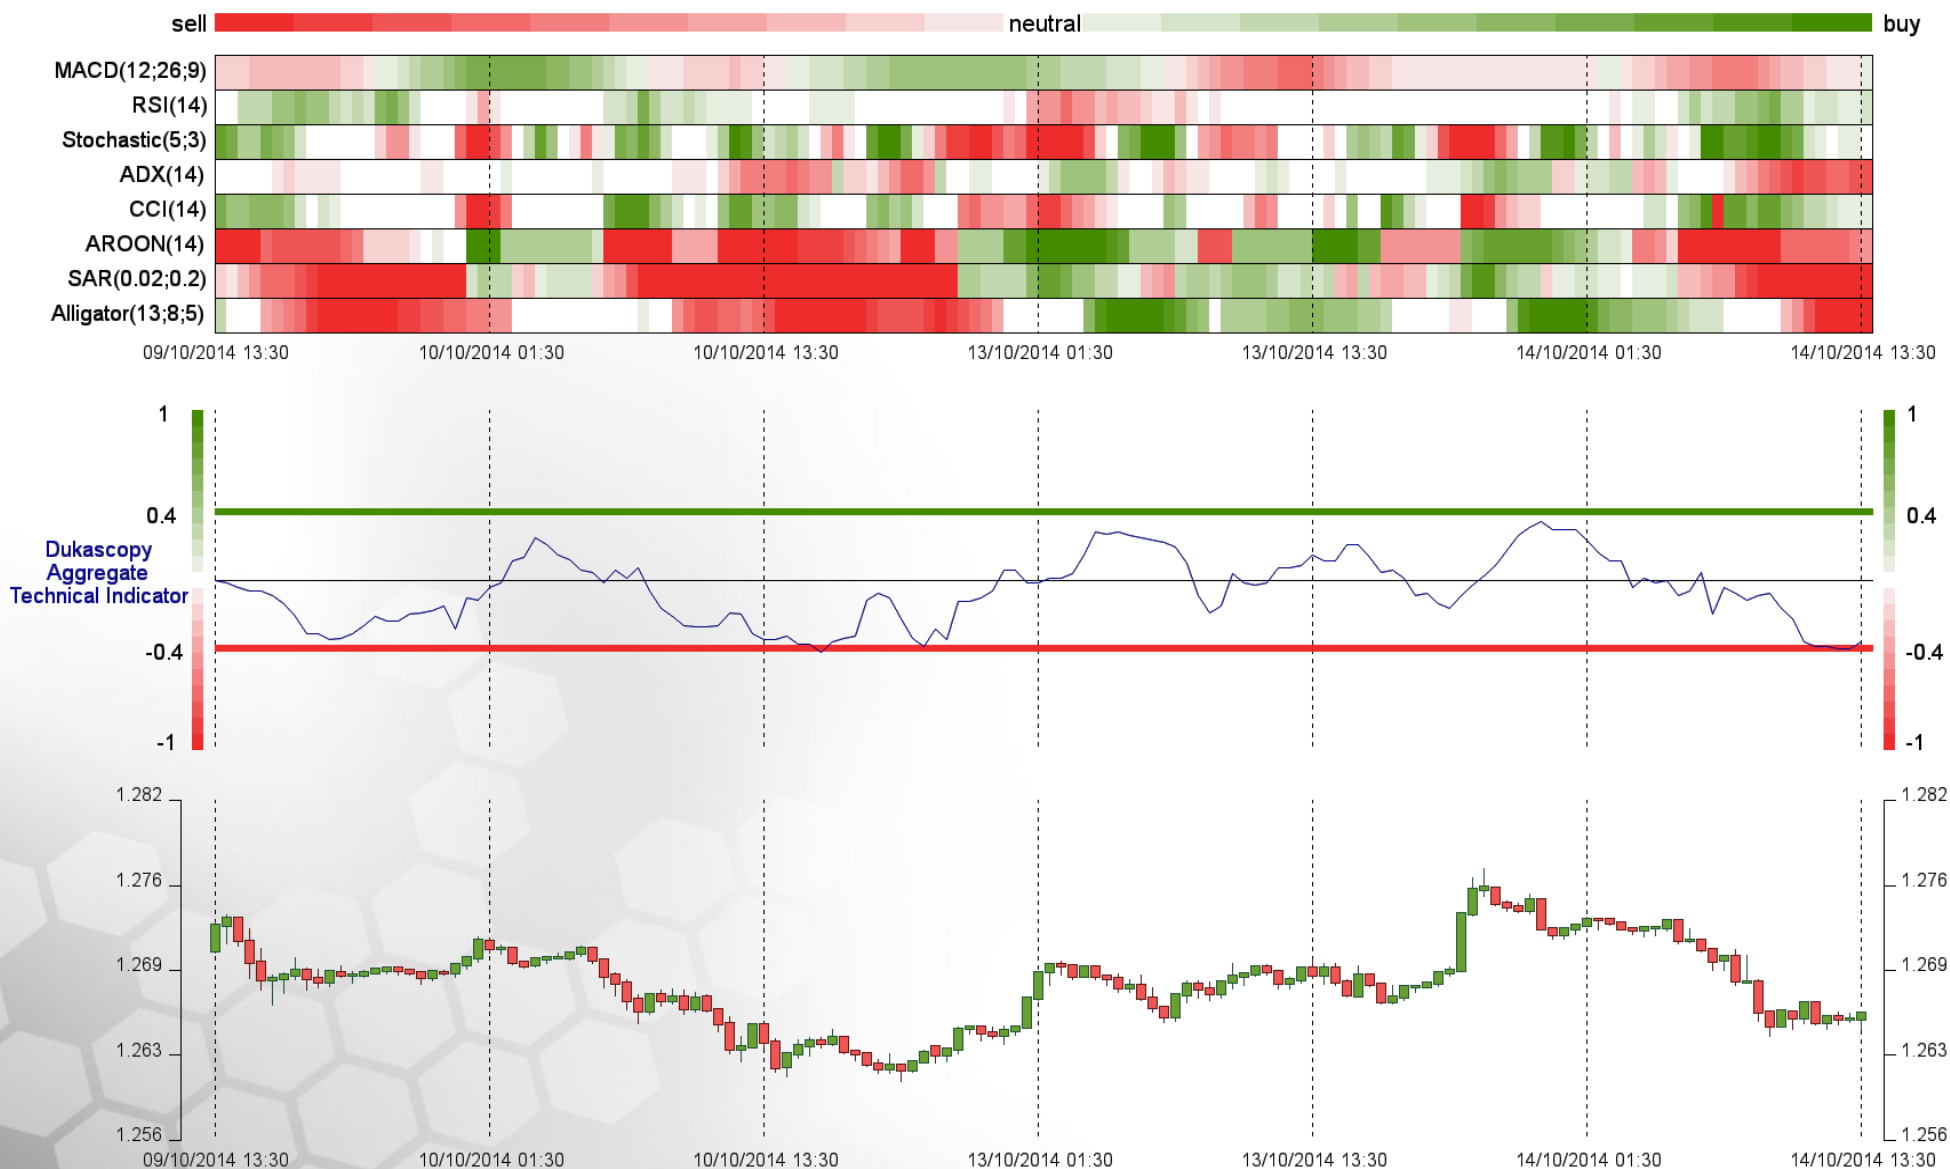 sell neutral buy
MACD(12;26;9)
RSI(14)
Stochastic(5;3)
ADX(14)
CCI(14)
AROON(14)
SAR(0.02;0.2)
Alligator(13;8;5)
09/10/2014 13:30 10/10/2014 01:30 10/10/2014 13:30 13/10/2014 01:30 13/10/2014 13:30 14/10/2014 01:30 14/10/2014 13:30
1 1
0.4 0.4
Dukascopy
Aggregate
Technical Indicator
-0.4 -0.4
-1 -1
1.282 1.282
1.276 1.276
1.269 1.269
1.263 1.263
1.256 1.256
09/10/2014 13:30 10/10/2014 01:30 10/10/2014 13:30 13/10/2014 01:30 13/10/2014 13:30 14/10/2014 01:30 14/10/2014 13:30